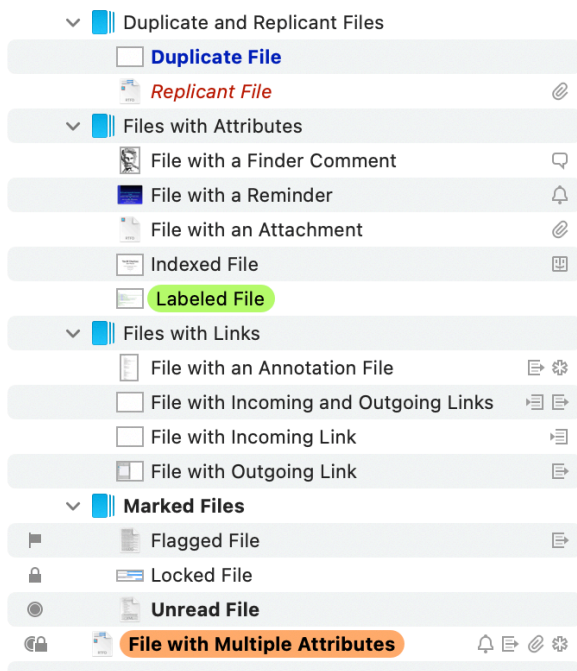 Duplicate and Replicant Files
Duplicate File
Replicant File
Files with Attributes
File with a Finder Comment
File with a Reminder
File with an Attachment
Indexed File
Labeled File
Files with Links
File with an Annotation File
File with Incoming and Outgoing Links
File with Incoming Link
File with Outgoing Link
Marked Files
Flagged File
Locked File
Unread File
File with Multiple Attributes